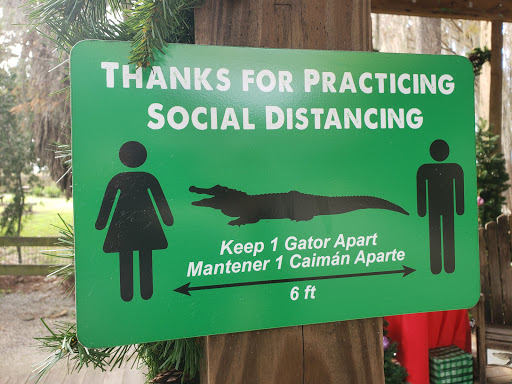 THANKS FOR PRACTICING
SOCIAL DISTANCING
Keep 1 Gator Apart
Mantener 1 Caimán Aparte
6 ft